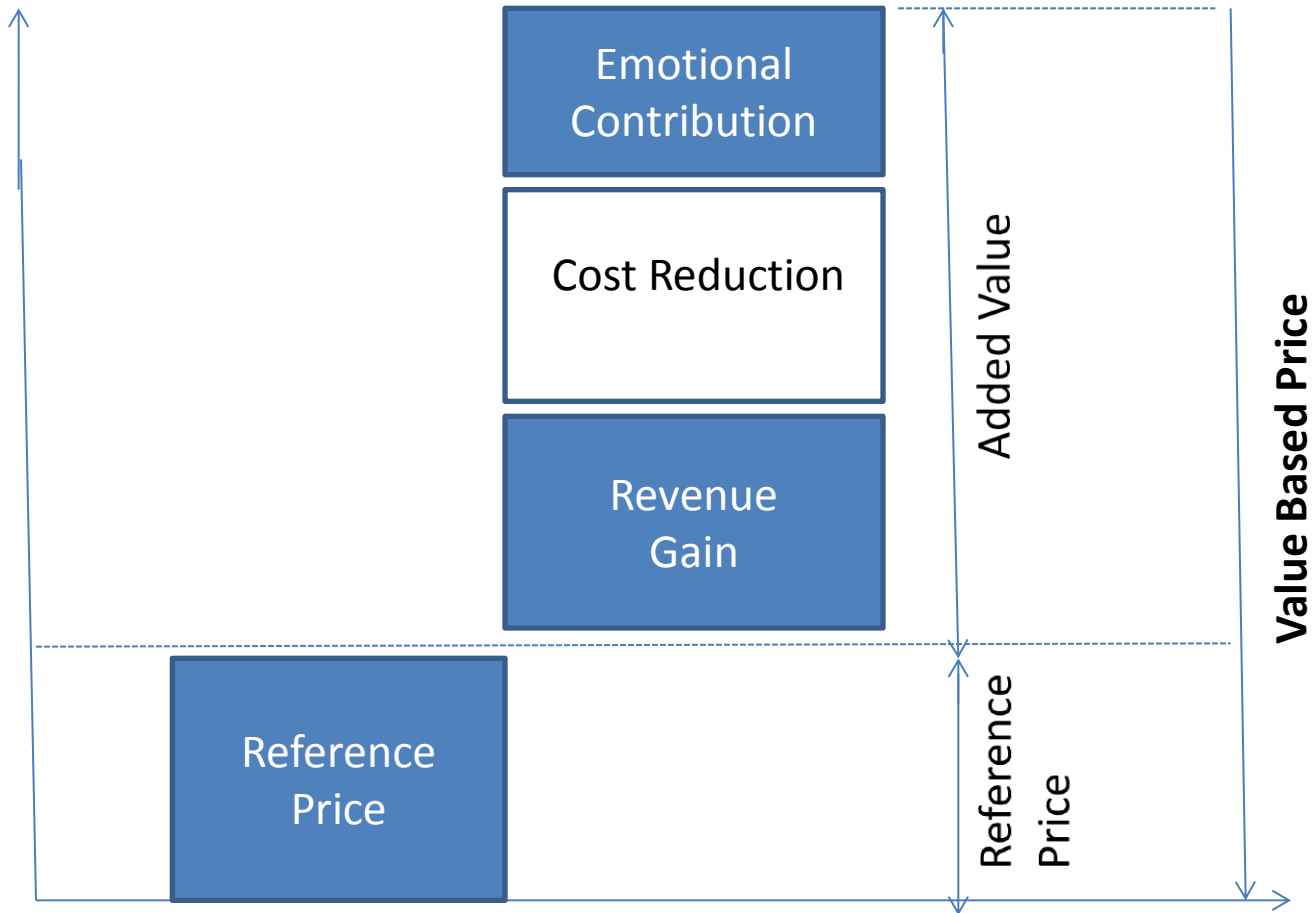 Emotional
Contribution
Cost Reduction
Revenue
Gain
Reference
Price
Added Value
Reference
Price
Value Based Price